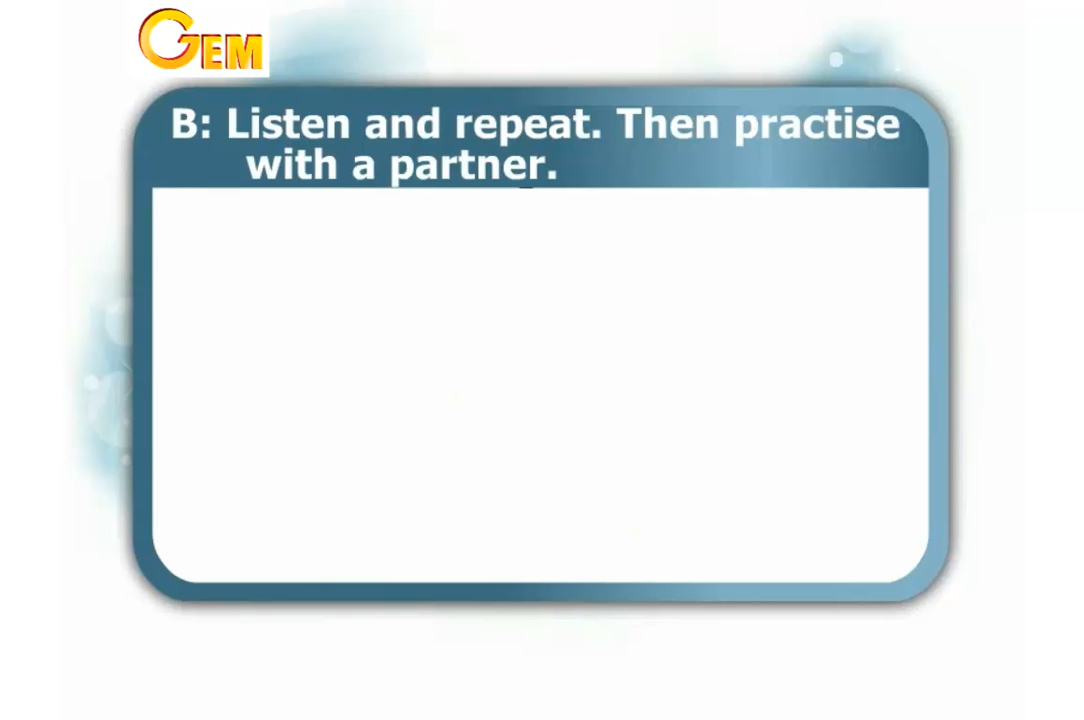 GEM
B: Listen and repeat. Then practise
with a partner.